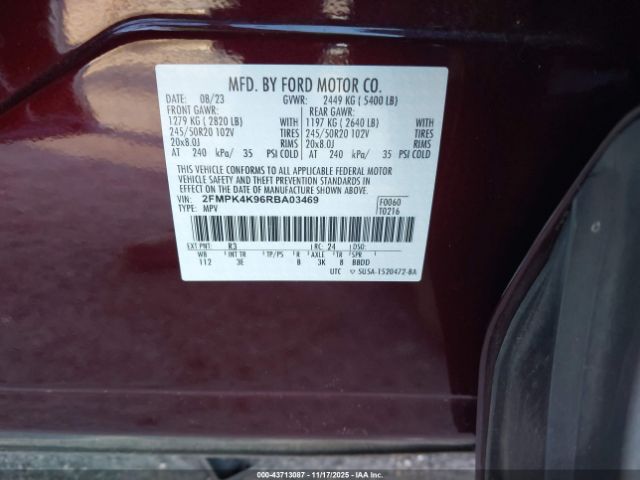 MFD. BY FORD MOTOR CO.
DATE: 08/23 GVWR: 2449 KG ( 5400 LB)
FRONT GAWR: REAR GAWR:
1279 KG ( 2820 LB) WITH 1197 KG ( 2640 LB) WITH
245/50R20 102V TIRES 245/50R20 102V TIRES
20x8.0J RIMS 20x8.0J RIMS
AT 240 kPa/ 35 PSI COLD AT 240 kPa/ 35 PSI COLD
THIS VEHICLE CONFORMS TO ALL APPLICABLE FEDERAL MOTOR
VEHICLE SAFETY AND THEFT PREVENTION STANDARDS IN
EFFECT ON THE DATE OF MANUFACTURE SHOWN ABOVE.
VIN: 2FMPK4K96RBA03469 F0060
TYPE: MPV T0216
EXT PNT: R3 RC: 24 DSO:
WB INT TR TP/PS R AXLE TR SPR
112 3E B 3K 8 BBDD
UTC SU5A-1520472-BA
000-43713087 - 11/17/2025 - IAA Inc.